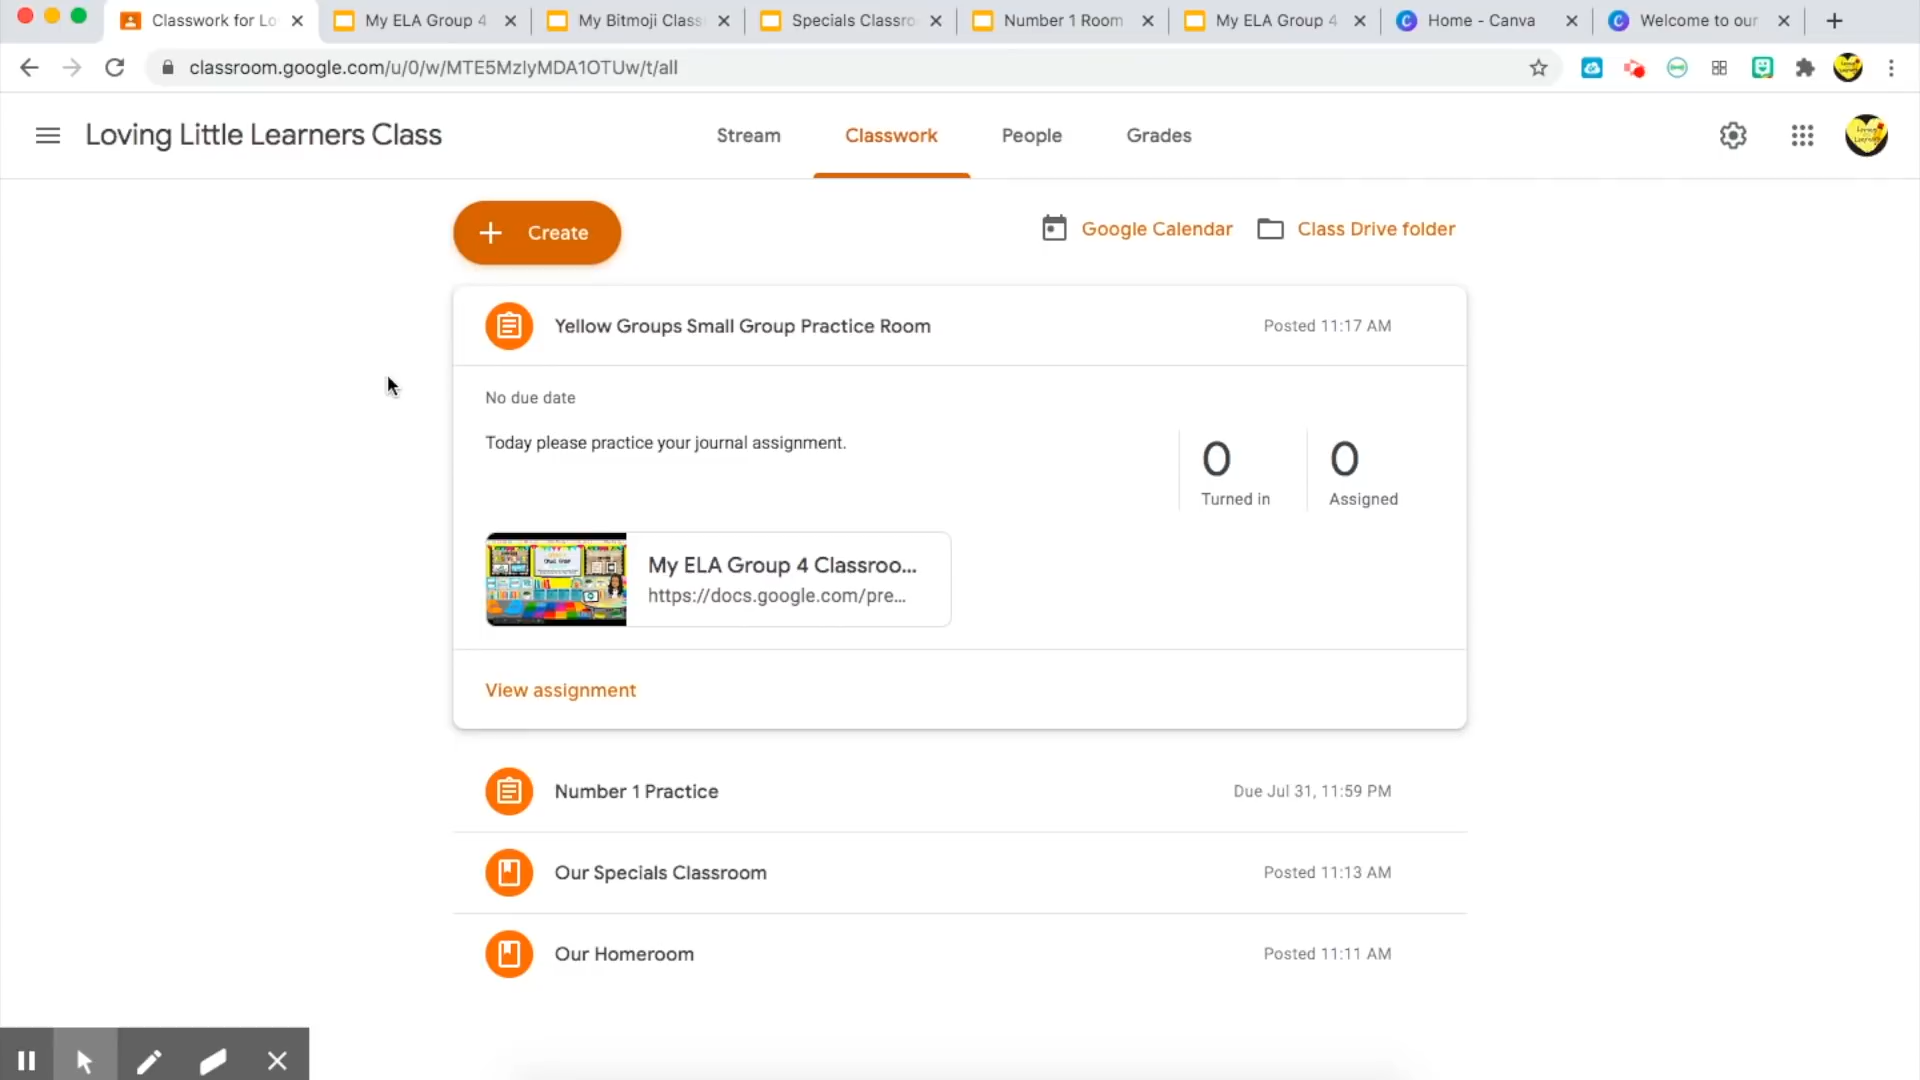 Classwork for Lo
My ELA Group 4
My Bitmoji Class
Specials Classro
Number 1 Room
My ELA Group 4
Home - Canva
Welcome to our
classroom.google.com/u/0/w/MTE5MzIyMDA1OTUw/t/all
Loving Little Learners Class
Stream
Classwork
People
Grades
Create
Google Calendar
Class Drive folder
Yellow Groups Small Group Practice Room
Posted 11:17 AM
No due date
Today please practice your journal assignment.
0
Turned in
0
Assigned
My ELA Group 4 Classroo...
https://docs.google.com/pre...
View assignment
Number 1 Practice
Due Jul 31, 11:59 PM
Our Specials Classroom
Posted 11:13 AM
Our Homeroom
Posted 11:11 AM